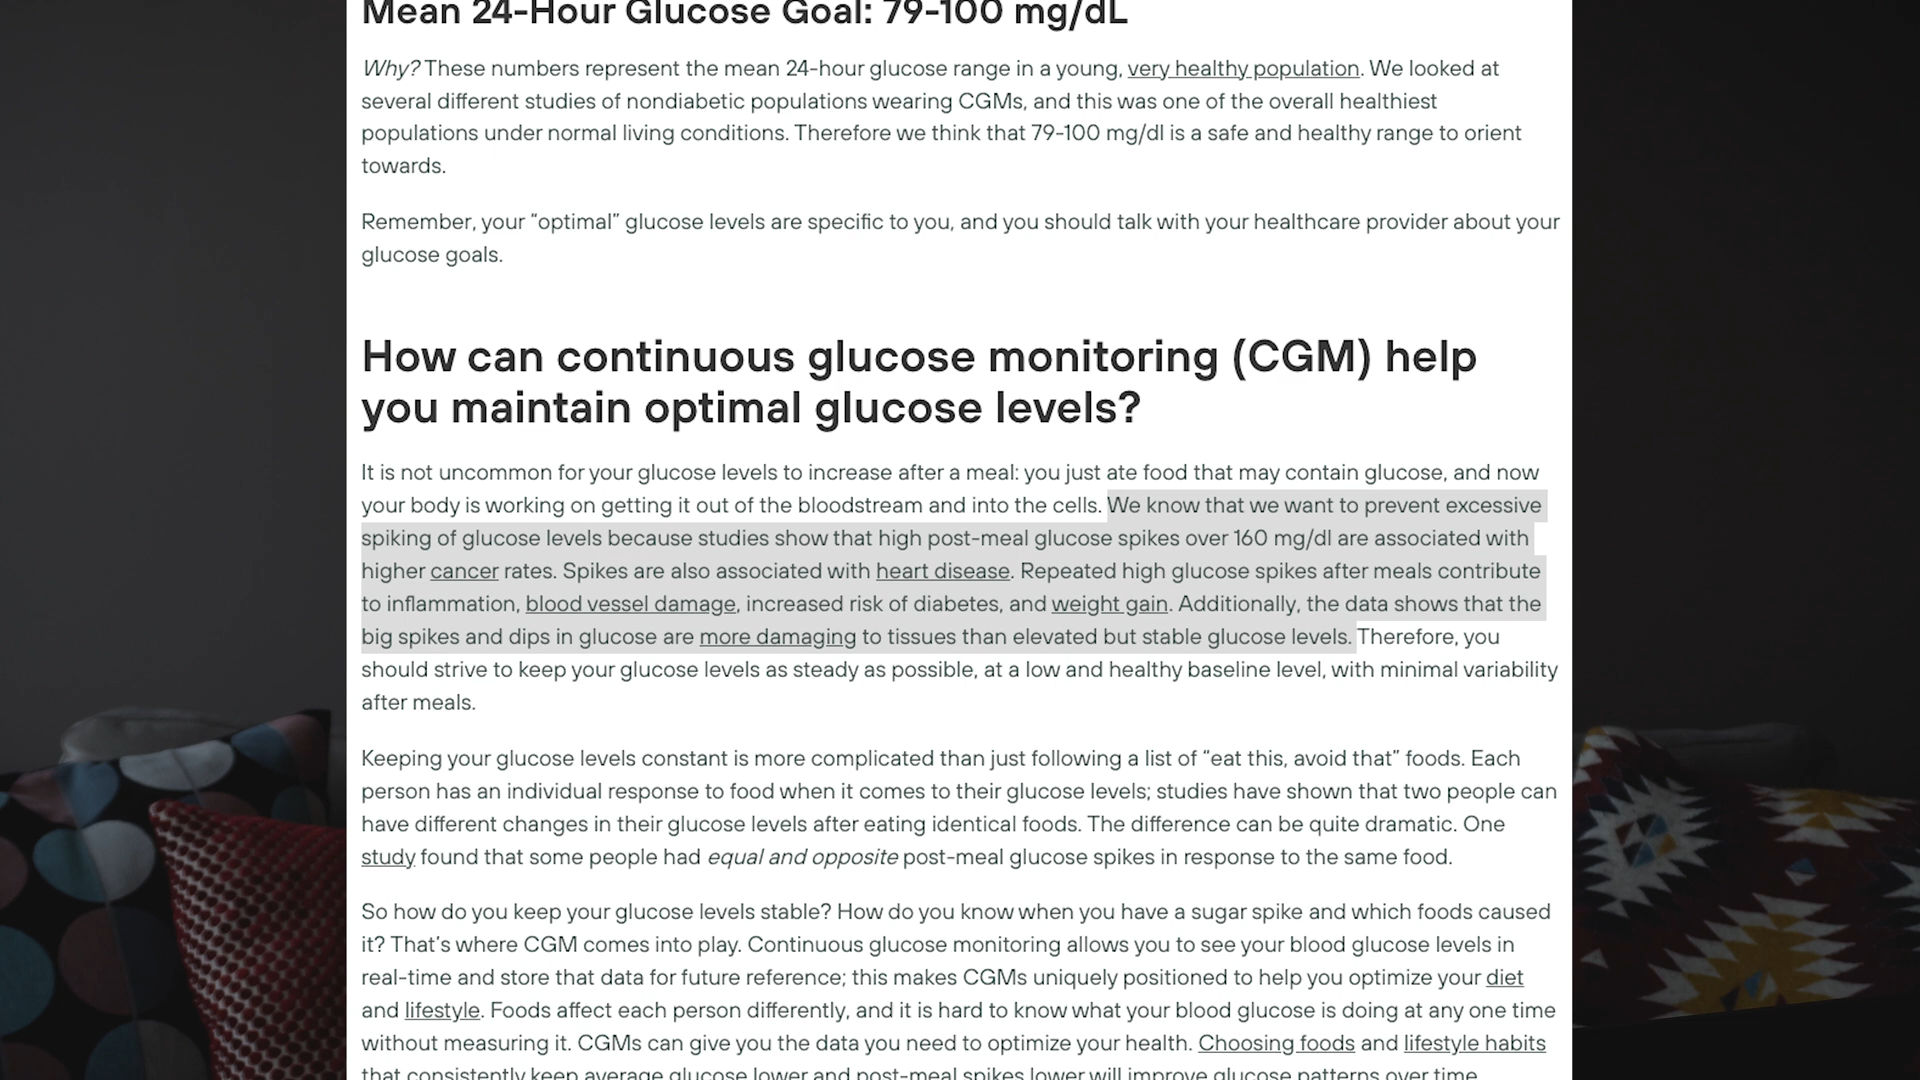 Mean 24-Hour Glucose Goal: 79-100 mg/dL
Why? These numbers represent the mean 24-hour glucose range in a young, very healthy population. We looked at
several different studies of nondiabetic populations wearing CGMs, and this was one of the overall healthiest
populations under normal living conditions. Therefore we think that 79-100 mg/dl is a safe and healthy range to orient
towards.
Remember, your “optimal” glucose levels are specific to you, and you should talk with your healthcare provider about your
glucose goals.
How can continuous glucose monitoring (CGM) help
you maintain optimal glucose levels?
It is not uncommon for your glucose levels to increase after a meal: you just ate food that may contain glucose, and now
your body is working on getting it out of the bloodstream and into the cells. We know that we want to prevent excessive
spiking of glucose levels because studies show that high post-meal glucose spikes over 160 mg/dl are associated with
higher cancer rates. Spikes are also associated with heart disease. Repeated high glucose spikes after meals contribute
to inflammation, blood vessel damage, increased risk of diabetes, and weight gain. Additionally, the data shows that the
big spikes and dips in glucose are more damaging to tissues than elevated but stable glucose levels. Therefore, you
should strive to keep your glucose levels as steady as possible, at a low and healthy baseline level, with minimal variability
after meals.
Keeping your glucose levels constant is more complicated than just following a list of “eat this, avoid that” foods. Each
person has an individual response to food when it comes to their glucose levels; studies have shown that two people can
have different changes in their glucose levels after eating identical foods. The difference can be quite dramatic. One
study found that some people had equal and opposite post-meal glucose spikes in response to the same food.
So how do you keep your glucose levels stable? How do you know when you have a sugar spike and which foods caused
it? That’s where CGM comes into play. Continuous glucose monitoring allows you to see your blood glucose levels in
real-time and store that data for future reference; this makes CGMs uniquely positioned to help you optimize your diet
and lifestyle. Foods affect each person differently, and it is hard to know what your blood glucose is doing at any one time
without measuring it. CGMs can give you the data you need to optimize your health. Choosing foods and lifestyle habits
that consistently keep average glucose lower and post-meal spikes lower will improve glucose patterns over time.